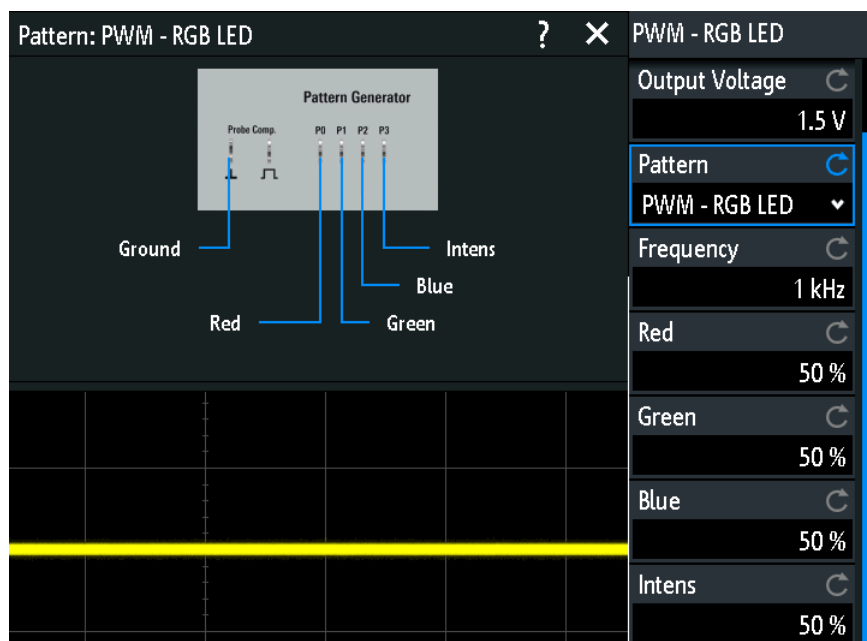 Pattern: PWM - RGB LED ? ✕
Pattern Generator
Probe Comp. P0 P1 P2 P3
Ground
Intens
Blue
Red
Green
PWM - RGB LED
Output Voltage
1.5 V
Pattern
PWM - RGB LED
Frequency
1 kHz
Red
50 %
Green
50 %
Blue
50 %
Intens
50 %